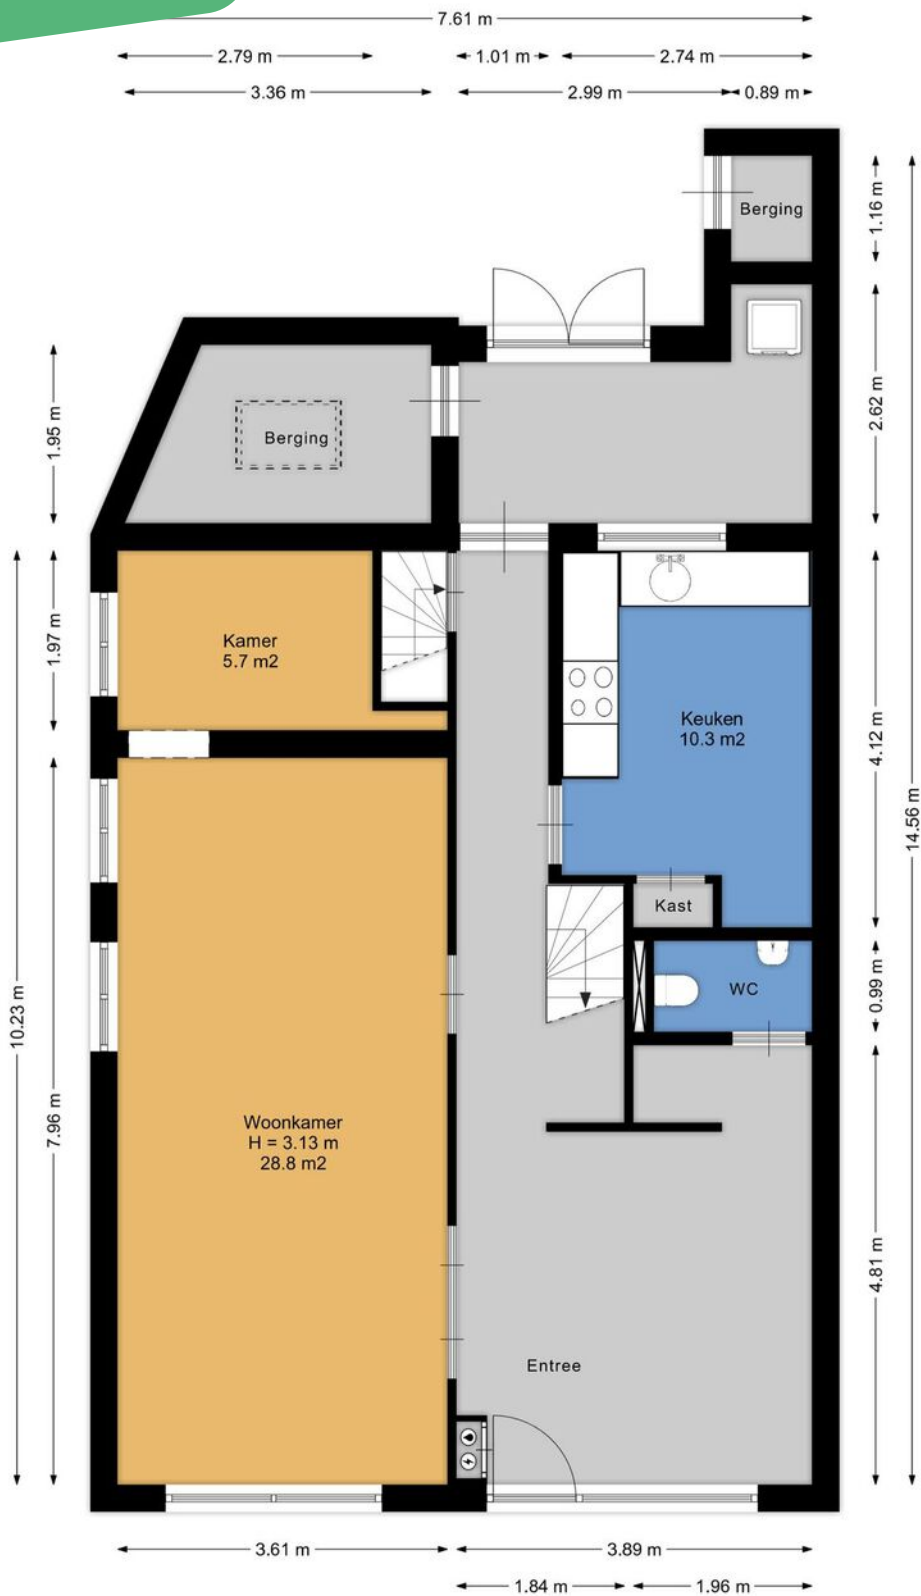 7.61 m
2.79 m
1.01 m
2.74 m
3.36 m
2.99 m
0.89 m
Berging
1.16 m
14.56 m
2.62 m
1.95 m
Berging
1.97 m
Kamer
5.7 m2
Keuken
10.3 m2
4.12 m
Kast
WC
0.99 m
10.23 m
7.96 m
Woonkamer
H = 3.13 m
28.8 m2
4.81 m
Entree
3.61 m
3.89 m
1.84 m
1.96 m